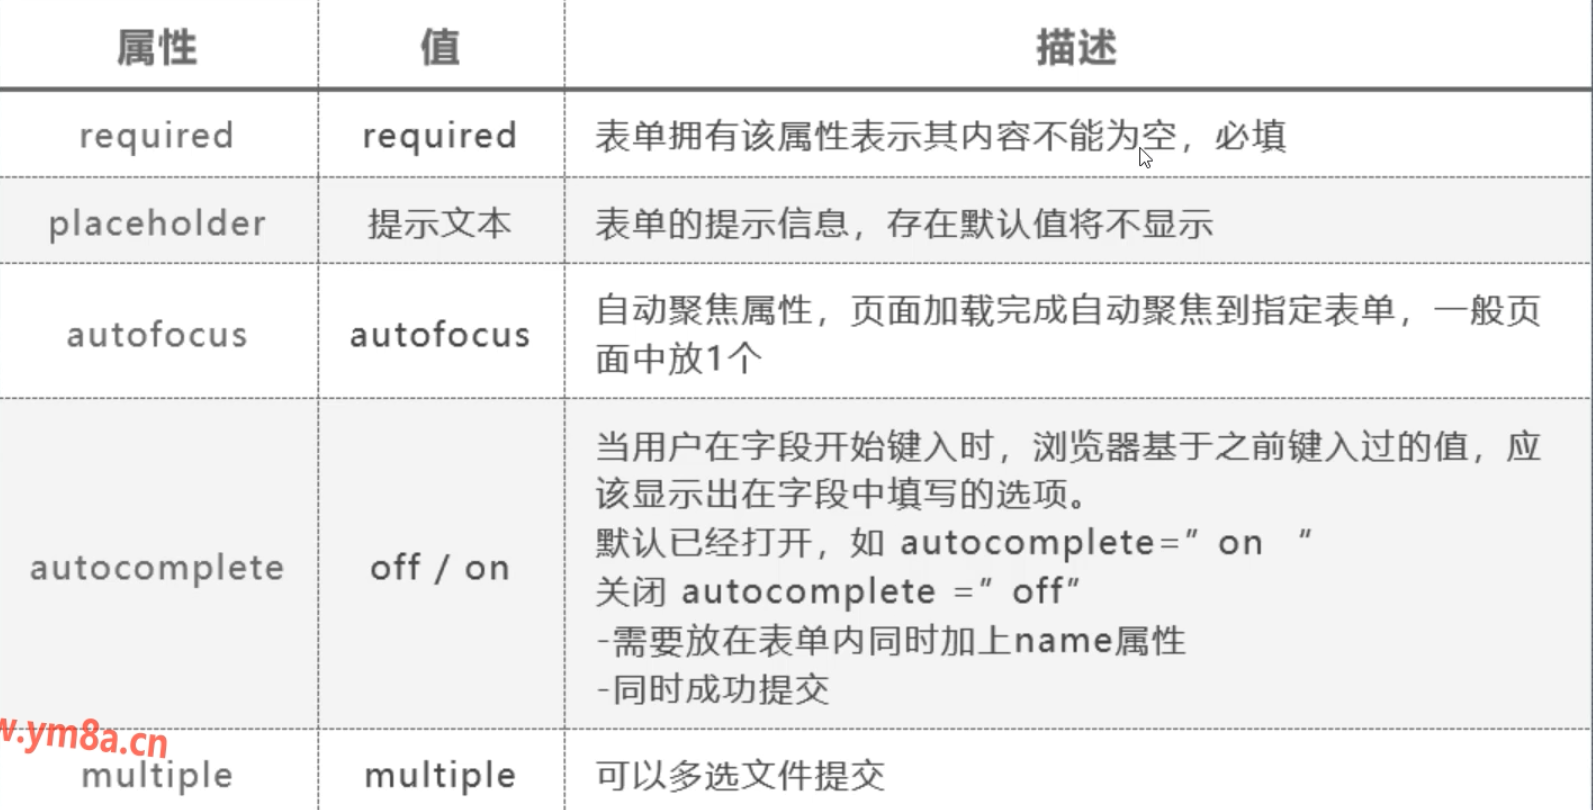 属性 值 描述
required required 表单拥有该属性表示其内容不能为空，必填
placeholder 提示文本 表单的提示信息，存在默认值将不显示
autofocus autofocus 自动聚焦属性，页面加载完成自动聚焦到指定表单，一般页
面中放1个
当用户在字段开始键入时，浏览器基于之前键入过的值，应
该显示出在字段中填写的选项。
默认已经打开，如 autocomplete=”on ”
autocomplete off / on
关闭 autocomplete =”off”
-需要放在表单内同时加上name属性
-同时成功提交
w.ym8a.cn
multiple multiple 可以多选文件提交